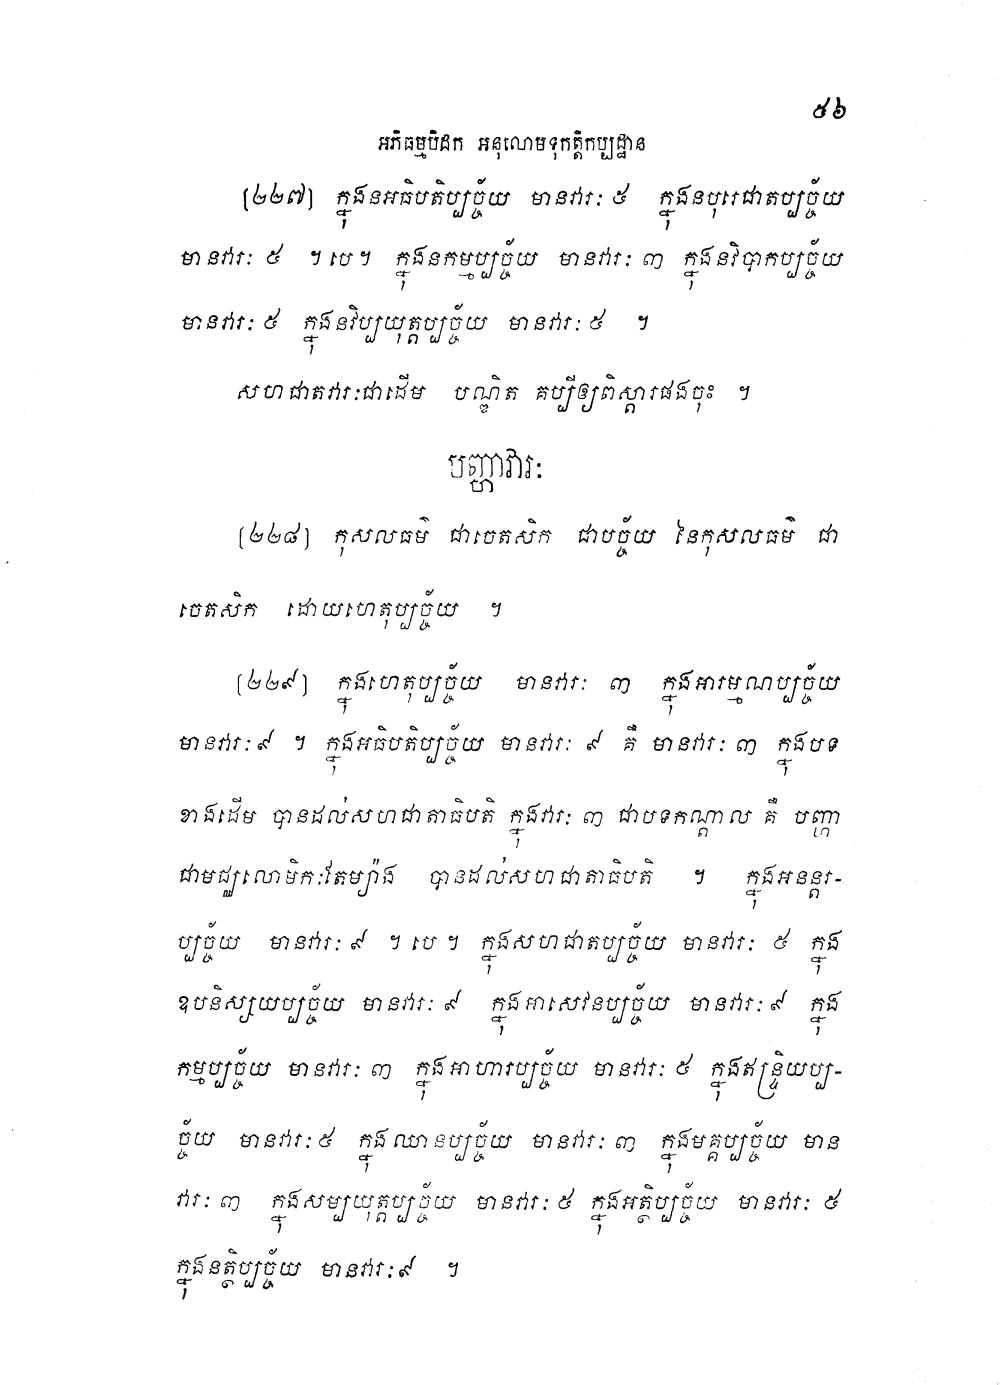 ៥៦
អភិធម្មបិដក អនុលោមទុកត្តិកប្បដ្ឋាន
[២២៧] ក្នុងនអធិបតិប្បច្ច័យ មានវារៈ ៥ ក្នុងនបុរេជាតប្បច្ច័យ
មានវារៈ ៥ ។ បេ ។ ក្នុងនកម្មប្បច្ច័យ មានវារៈ ៣ ក្នុងនវិបាកប្បច្ច័យ
មានវារៈ ៥ ក្នុងនវិប្បយុត្តប្បច្ច័យ មានវារៈ ៥ ។
សហជាតវារៈជាដើម បណ្ឌិត គប្បីឲ្យពិស្តារផងចុះ ។
បញ្ហាវារៈ
[២២៨] កុសលធម៌ ជាចេតសិក ជាបច្ច័យ នៃកុសលធម៌ ជា
ចេតសិក ដោយហេតុប្បច្ច័យ ។
[២២៩] ក្នុងហេតុប្បច្ច័យ មានវារៈ ៣ ក្នុងអារម្មណប្បច្ច័យ
មានវារៈ ៩ ។ ក្នុងអធិបតិប្បច្ច័យ មានវារៈ ៩ គឺ មានវារៈ ៣ ក្នុងបទ
ខាងដើម បានដល់សហជាតាធិបតិ ក្នុងវារៈ ៣ ជាបទកណ្តាល គឺ បញ្ហា
ជាមជ្ឈលោមិកៈតែម្យ៉ាង បានដល់សហជាតាធិបតិ ។ ក្នុងអនន្តរ-
ប្បច្ច័យ មានវារៈ ៩ ។ បេ ។ ក្នុងសហជាតប្បច្ច័យ មានវារៈ ៥ ក្នុង
ឧបនិស្សយប្បច្ច័យ មានវារៈ ៩ ក្នុងអាសេវនប្បច្ច័យ មានវារៈ ៩ ក្នុង
កម្មប្បច្ច័យ មានវារៈ ៣ ក្នុងអាហារប្បច្ច័យ មានវារៈ ៥ ក្នុងឥន្ទ្រិយប្ប-
ច្ច័យ មានវារៈ ៥ ក្នុងឈានប្បច្ច័យ មានវារៈ ៣ ក្នុងមគ្គប្បច្ច័យ មាន
វារៈ ៣ ក្នុងសម្បយុត្តប្បច្ច័យ មានវារៈ ៥ ក្នុងអត្ថិប្បច្ច័យ មានវារៈ ៥
ក្នុងនត្ថិប្បច្ច័យ មានវារៈ ៩ ។